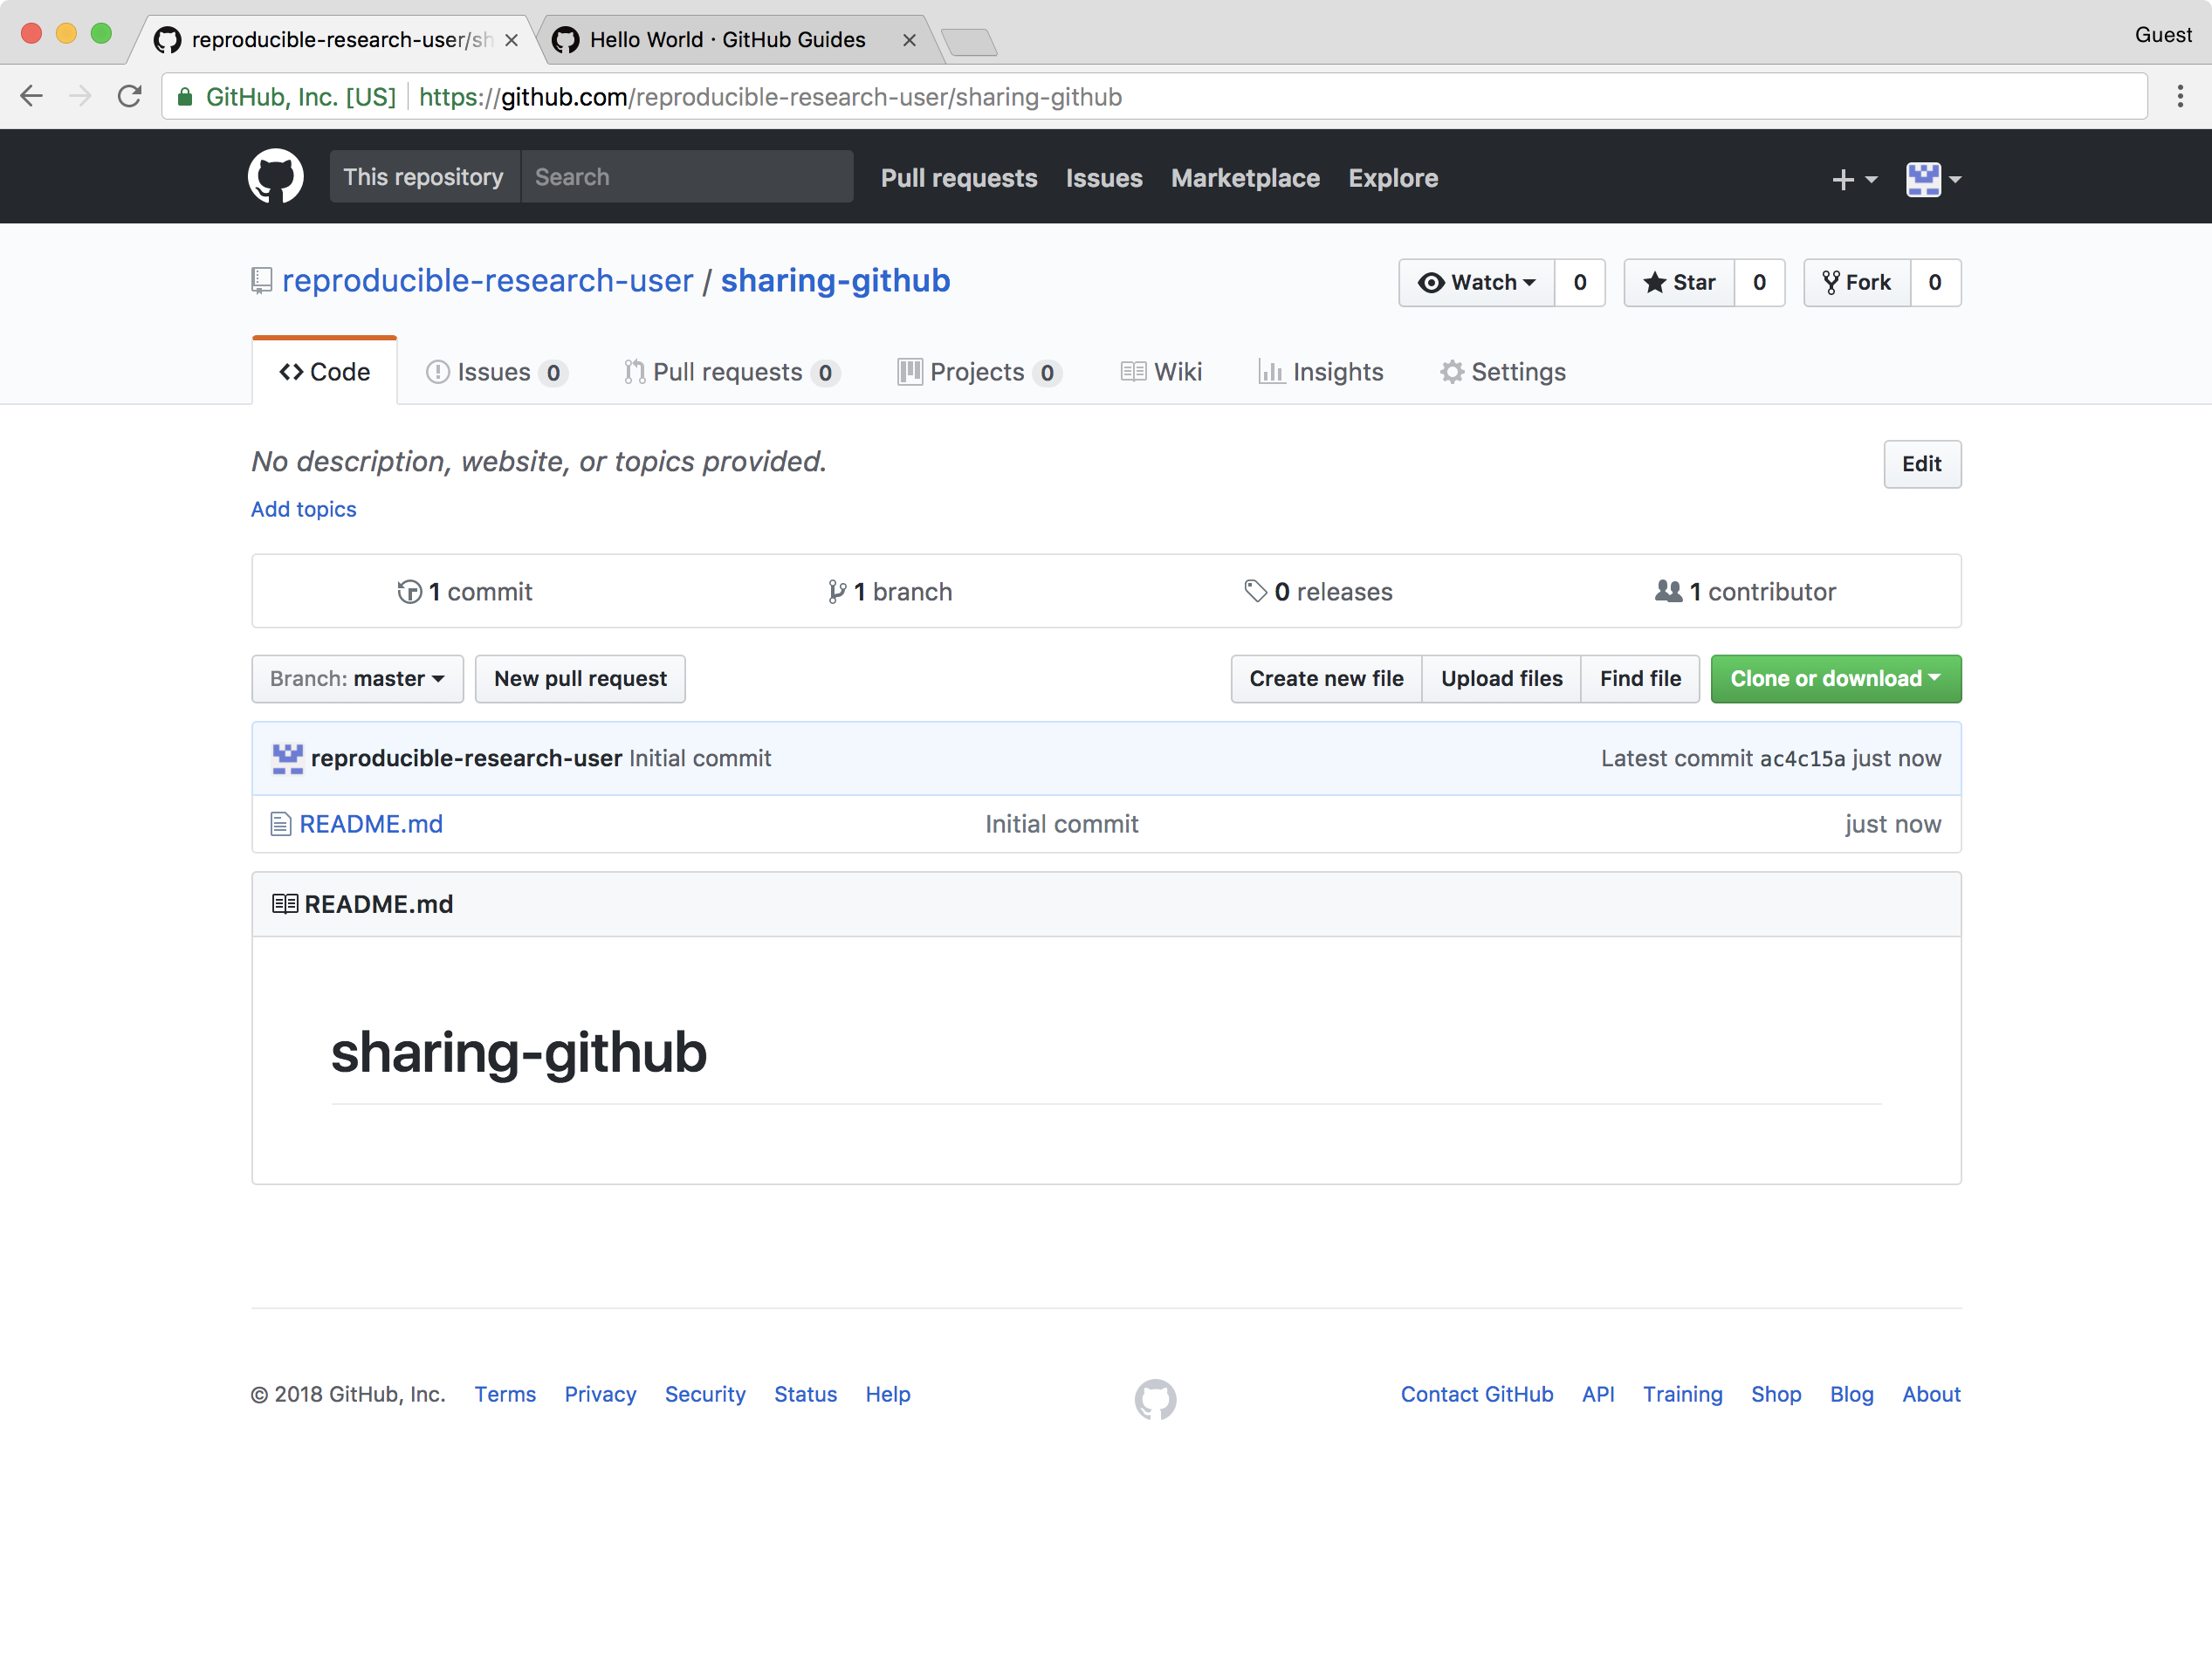 reproducible-research-user/sh
Hello World · GitHub Guides
Guest
GitHub, Inc. [US] https://github.com/reproducible-research-user/sharing-github
This repository Search Pull requests Issues Marketplace Explore
reproducible-research-user / sharing-github
Watch 0 Star 0 Fork 0
Code Issues 0 Pull requests 0 Projects 0 Wiki Insights Settings
No description, website, or topics provided.
Edit
Add topics
1 commit 1 branch 0 releases 1 contributor
Branch: master New pull request Create new file Upload files Find file Clone or download
reproducible-research-user Initial commit Latest commit ac4c15a just now
README.md Initial commit just now
README.md
sharing-github
© 2018 GitHub, Inc. Terms Privacy Security Status Help Contact GitHub API Training Shop Blog About